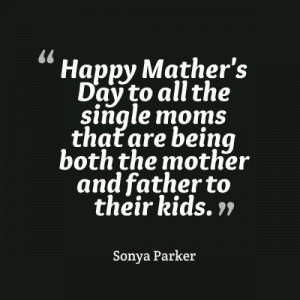 “ Happy Mather's
Day to all the
single moms
that are being
both the mother
and father to
their kids. ”
Sonya Parker